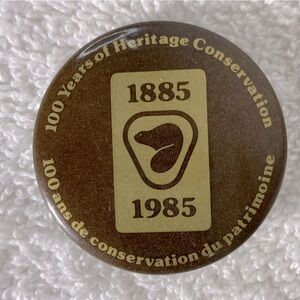 100 Years of Heritage Conservation
1885
1985
100 ans de conservation du patrimoine